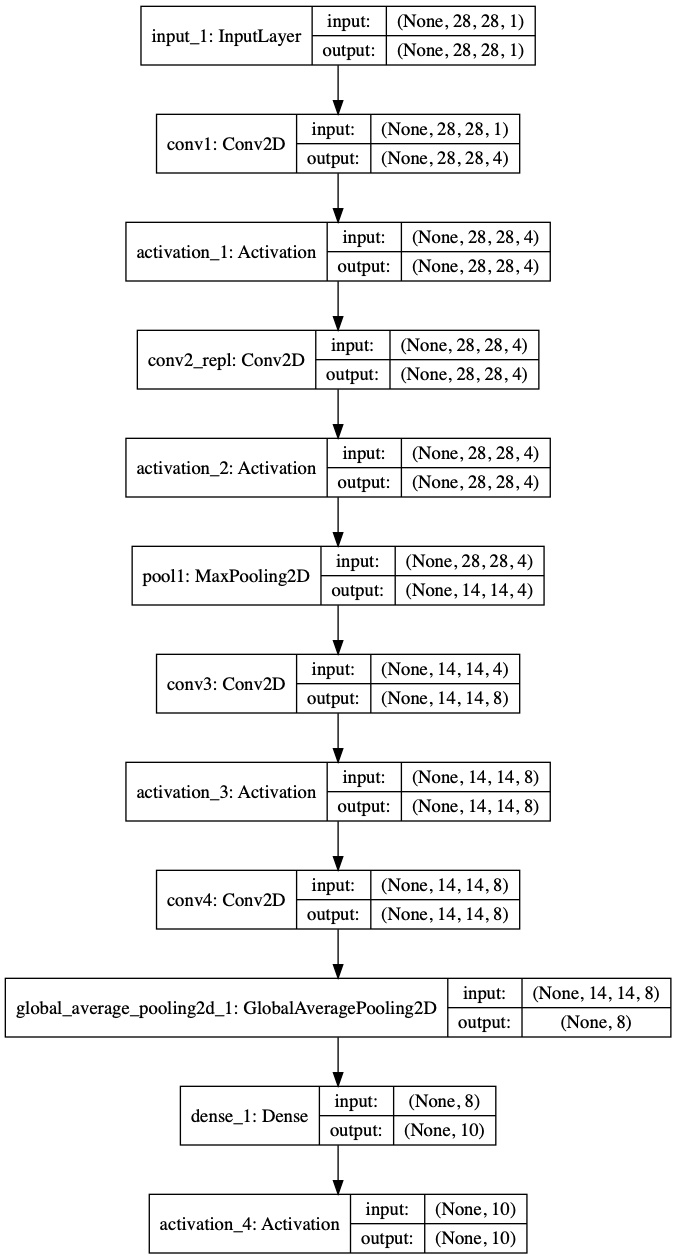 input_1: InputLayer
input: (None, 28, 28, 1)
output: (None, 28, 28, 1)
conv1: Conv2D
input: (None, 28, 28, 1)
output: (None, 28, 28, 4)
activation_1: Activation
input: (None, 28, 28, 4)
output: (None, 28, 28, 4)
conv2_repl: Conv2D
input: (None, 28, 28, 4)
output: (None, 28, 28, 4)
activation_2: Activation
input: (None, 28, 28, 4)
output: (None, 28, 28, 4)
pool1: MaxPooling2D
input: (None, 28, 28, 4)
output: (None, 14, 14, 4)
conv3: Conv2D
input: (None, 14, 14, 4)
output: (None, 14, 14, 8)
activation_3: Activation
input: (None, 14, 14, 8)
output: (None, 14, 14, 8)
conv4: Conv2D
input: (None, 14, 14, 8)
output: (None, 14, 14, 8)
global_average_pooling2d_1: GlobalAveragePooling2D
input: (None, 14, 14, 8)
output: (None, 8)
dense_1: Dense
input: (None, 8)
output: (None, 10)
activation_4: Activation
input: (None, 10)
output: (None, 10)